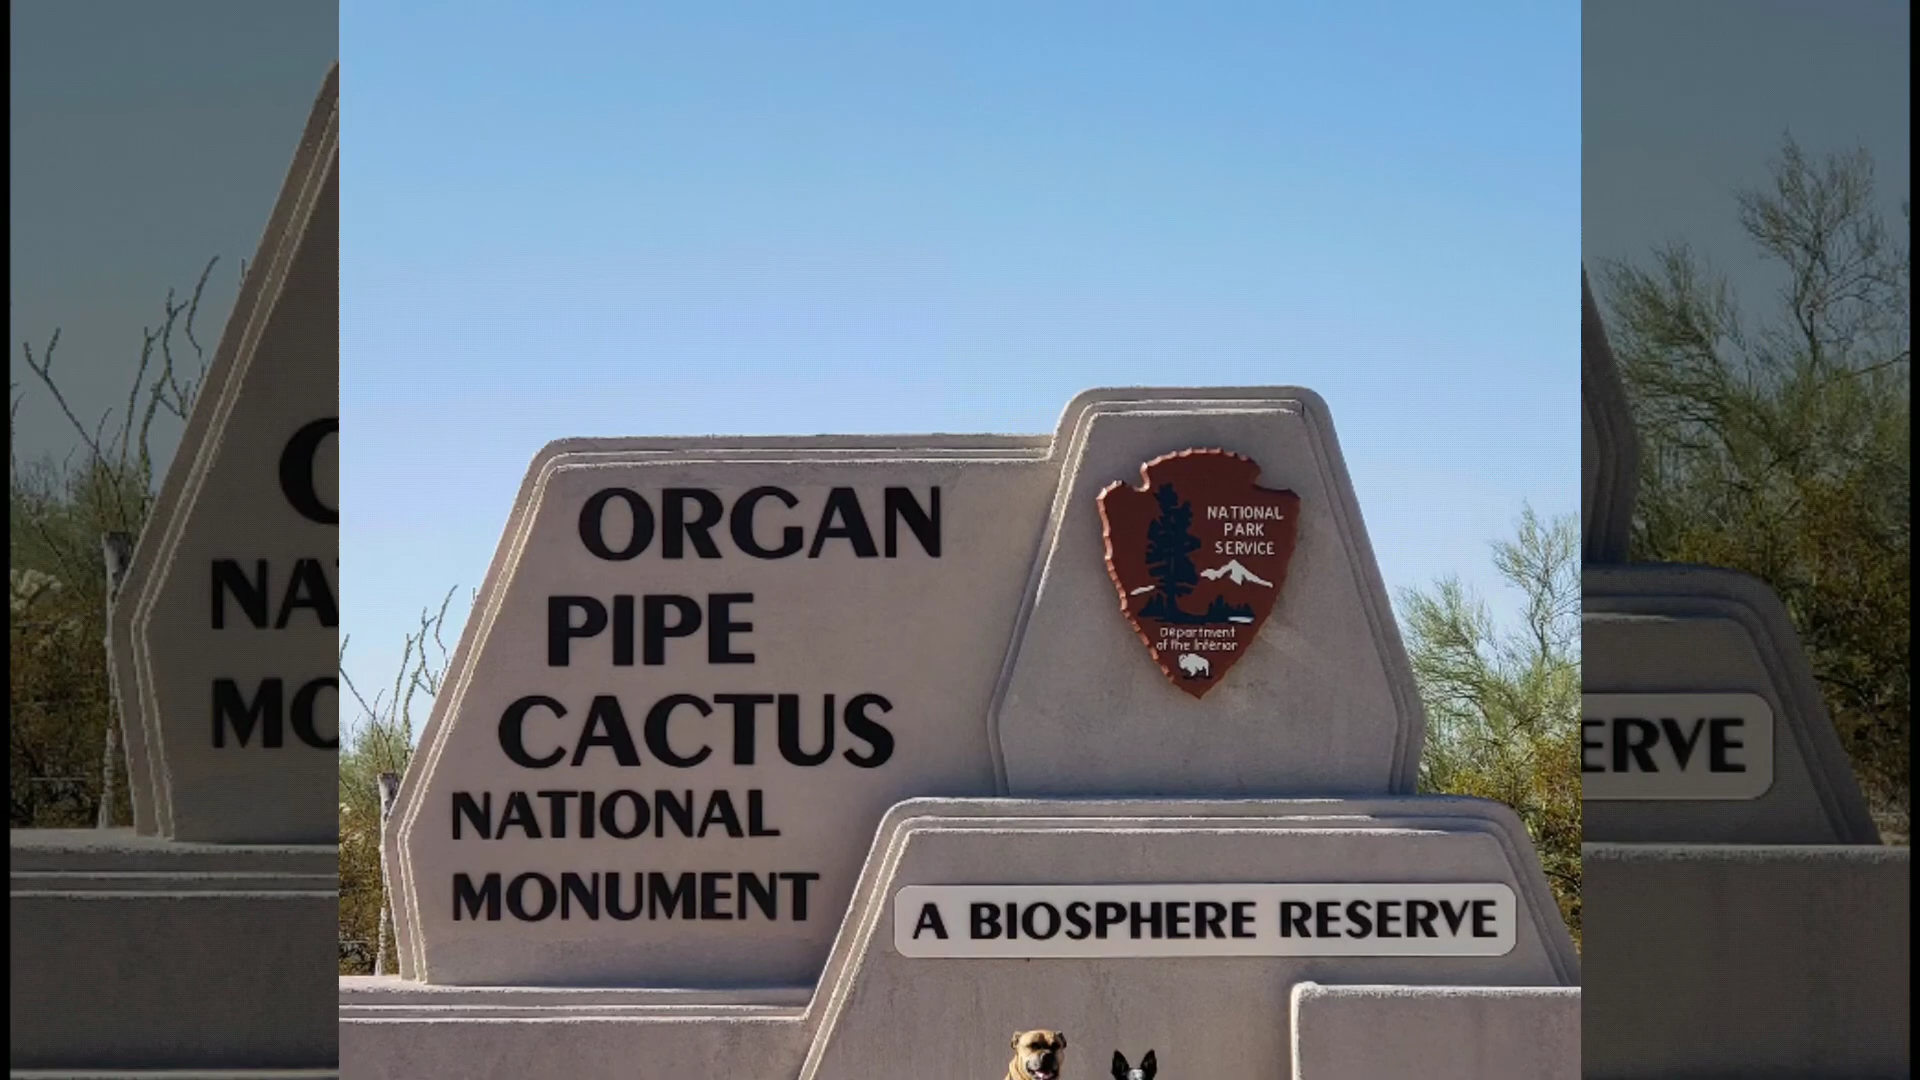 ORGAN
PIPE
CACTUS
NATIONAL
MONUMENT
NATIONAL
PARK
SERVICE
Department
of the Interior
A BIOSPHERE RESERVE